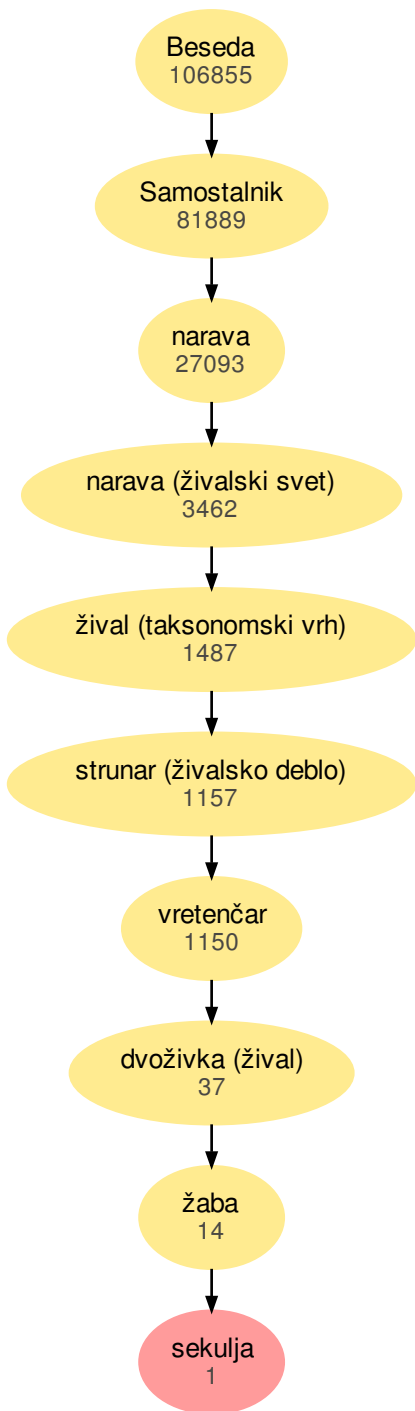 Beseda
106855
Samostalnik
81889
narava
27093
narava (živalski svet)
3462
žival (taksonomski vrh)
1487
strunar (živalsko deblo)
1157
vretenčar
1150
dvoživka (žival)
37
žaba
14
sekulja
1